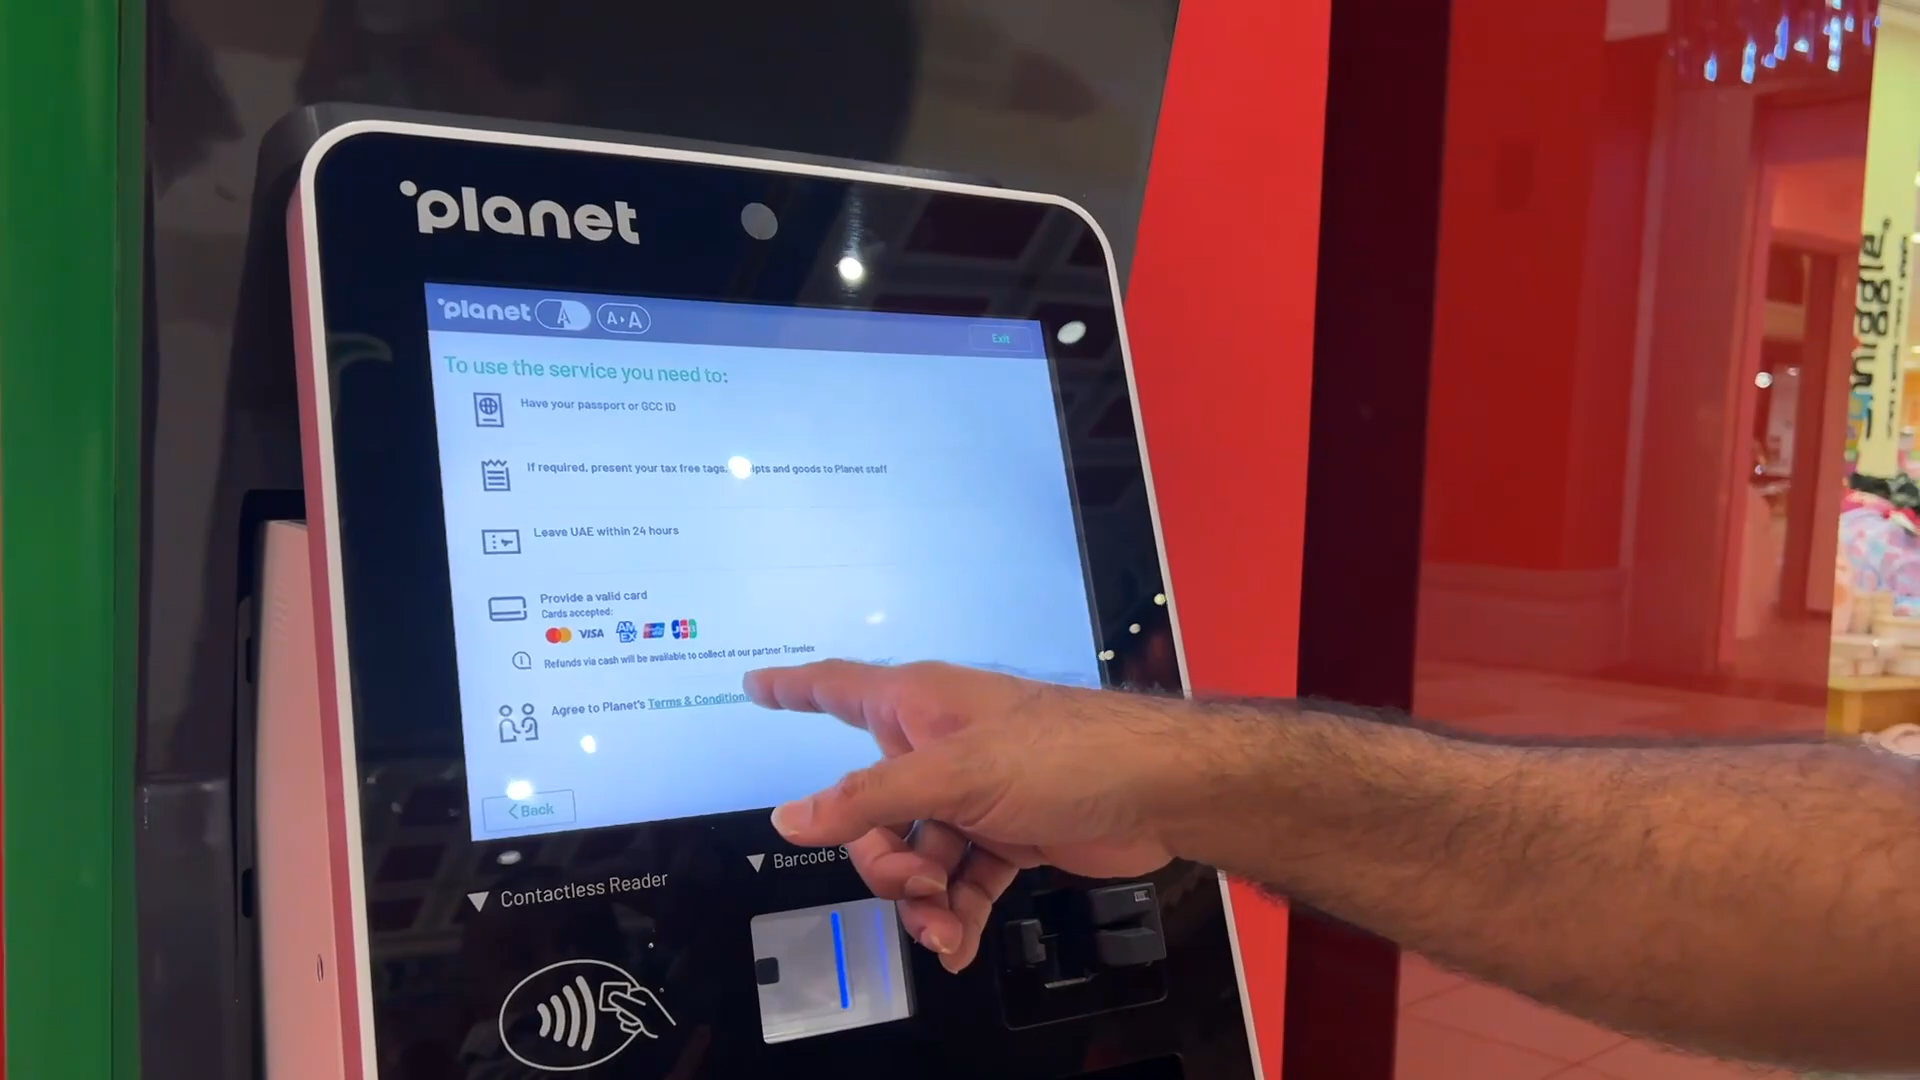 planet
planet A A A
Exit
To use the service you need to:
Have your passport or GCC ID
If required, present your tax free tags, and goods to Planet staff
Leave UAE within 24 hours
Provide a valid card
Cards accepted:
VISA AM EX JCB
Refunds via cash will be available to collect at our partner Travelex
Agree to Planet's Terms & Condition
Back
Barcode S
Contactless Reader